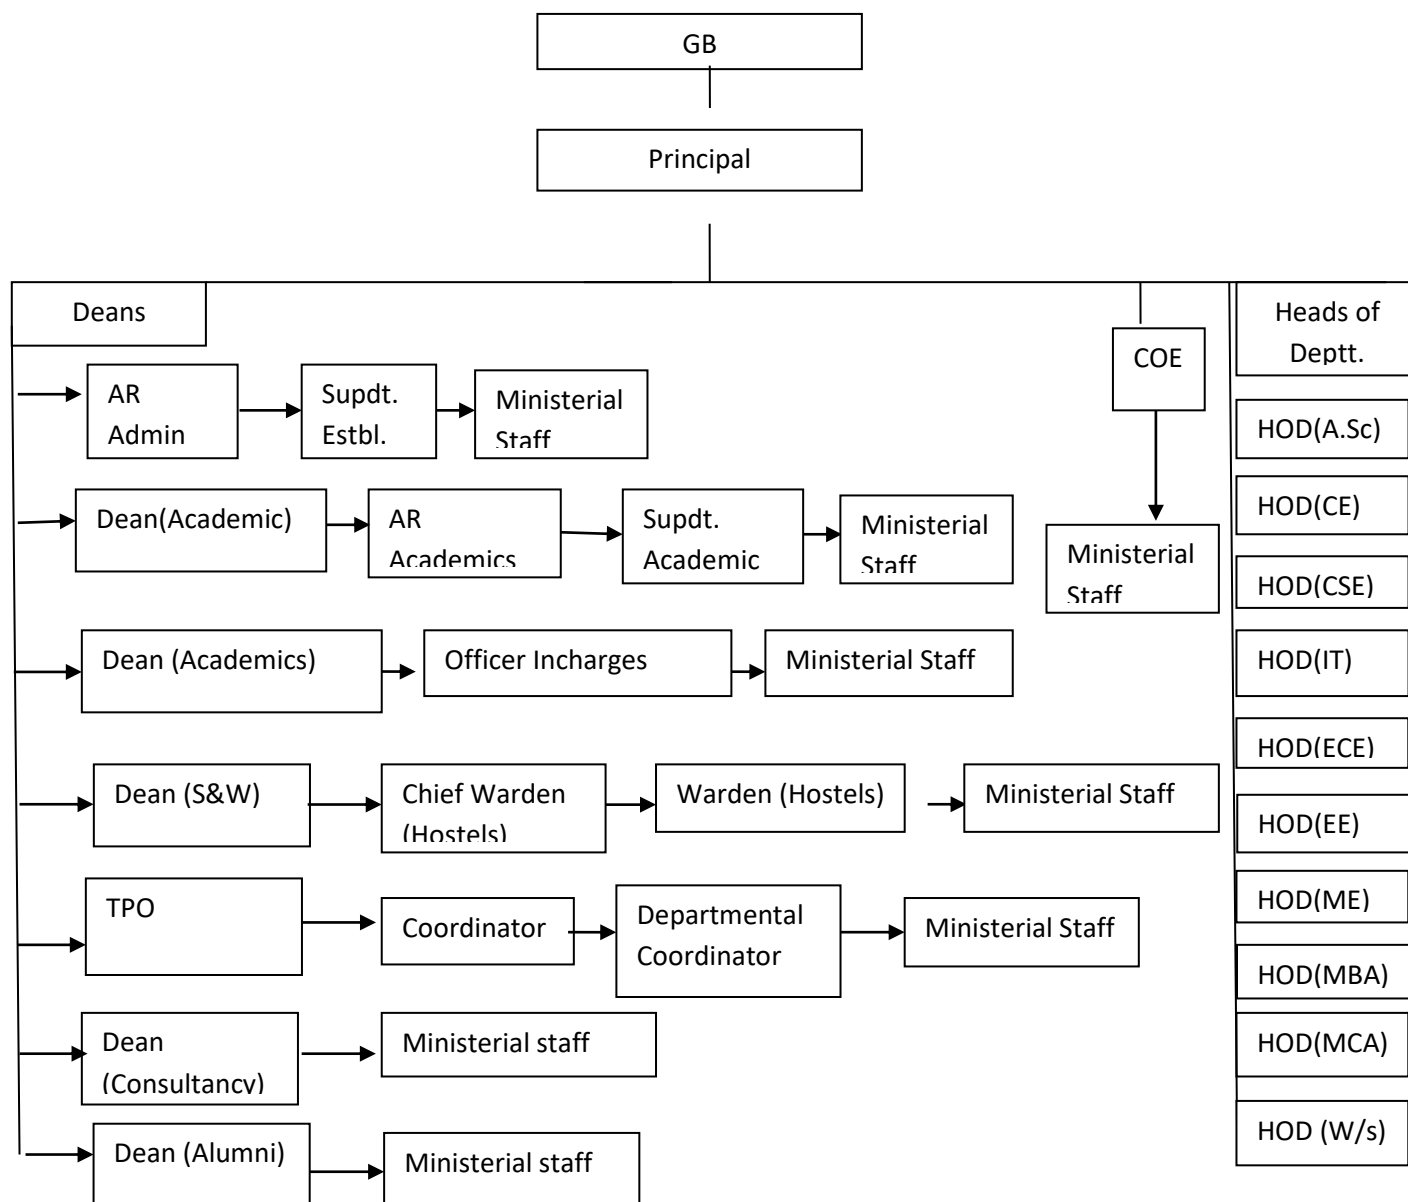 GB
Principal
Deans
Heads of
Deptt.
COE
AR
Admin
Supdt.
Estbl.
Ministerial
Staff
HOD(A.Sc)
Dean(Academic)
AR
Academics
Supdt.
Academic
Ministerial
Staff
Ministerial
Staff
HOD(CE)
HOD(CSE)
Dean (Academics)
Officer Incharges
Ministerial Staff
HOD(IT)
HOD(ECE)
Dean (S&W)
Chief Warden
(Hostels)
Warden (Hostels)
Ministerial Staff
HOD(EE)
TPO
Coordinator
Departmental
Coordinator
Ministerial Staff
HOD(ME)
HOD(MBA)
Dean
(Consultancy)
Ministerial staff
HOD(MCA)
Dean (Alumni)
Ministerial staff
HOD (W/s)